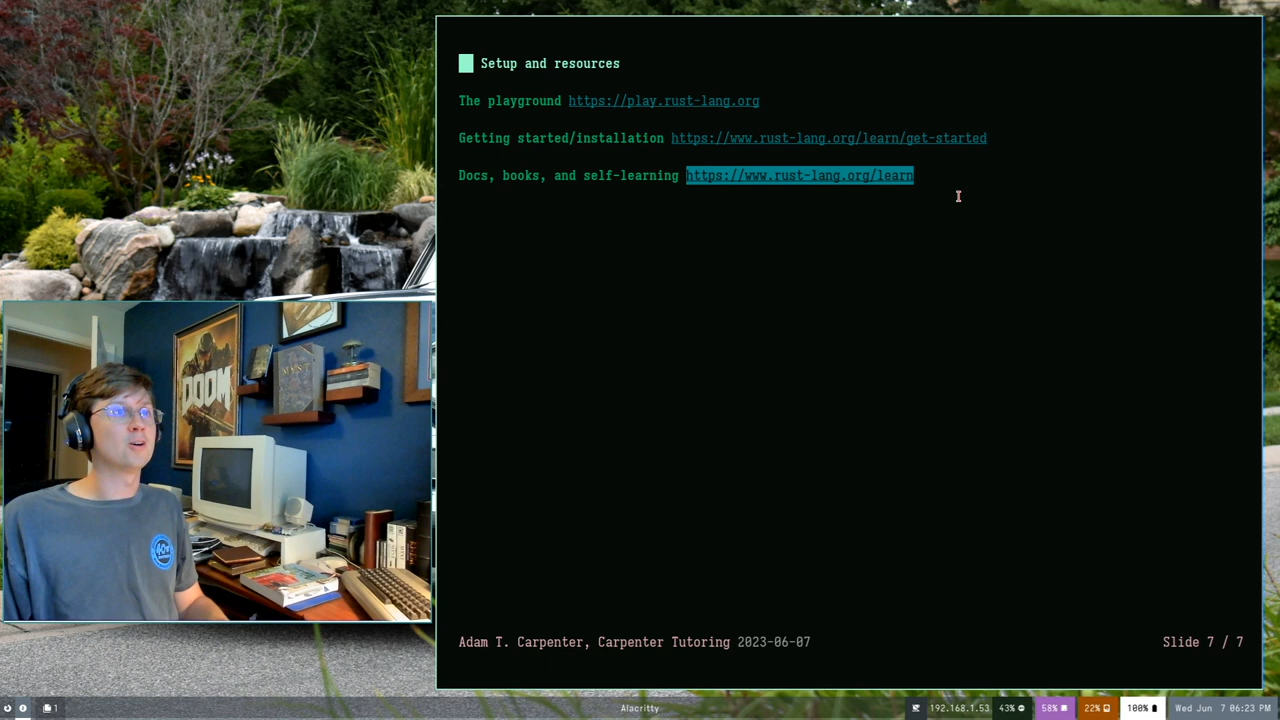 Setup and resources
The playground https://play.rust-lang.org
Getting started/installation https://www.rust-lang.org/learn/get-started
Docs, books, and self-learning https://www.rust-lang.org/learn
DOOM
MYST
Adam T. Carpenter, Carpenter Tutoring 2023-06-07
Slide 7 / 7
1
Alacritty
192.168.1.53
43%
58%
22%
100%
Wed Jun 7 06:23 PM